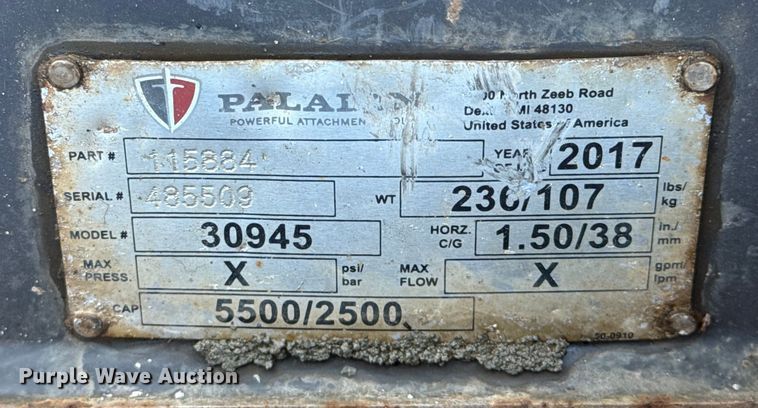 PALADIN
POWERFUL ATTACHMENT
North Zeeb Road
MI 48130
United States of America
PART # 115884 YEAR 2017
SERIAL # 485509 WT 236/107 lbs/ kg
MODEL # 30945 HORZ. C/G 1.50/38 in./ mm
MAX PRESS. X psi/ bar MAX FLOW X gpm/ lpm
CAP 5500/2500
50-0910
Purple Wave Auction